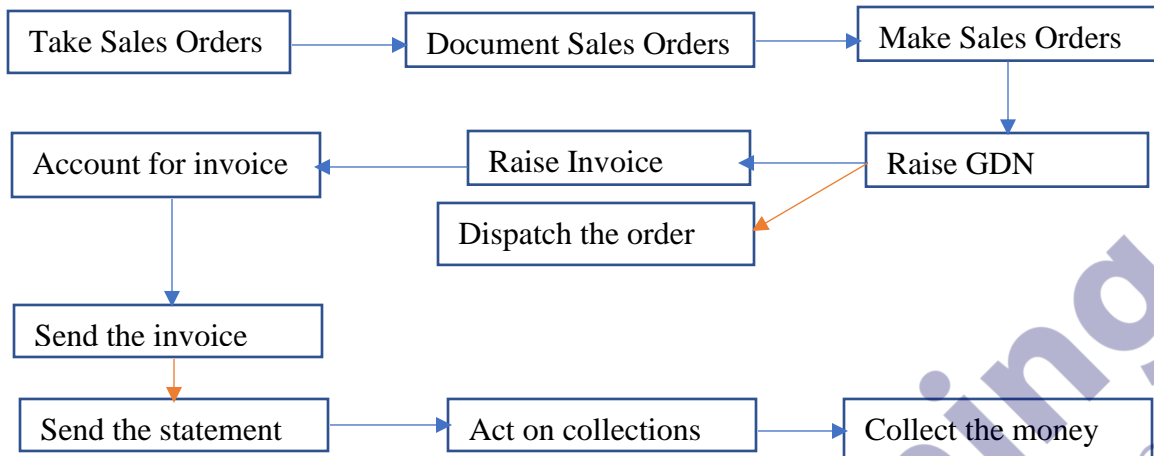 Take Sales Orders
Document Sales Orders
Make Sales Orders
Account for invoice
Raise Invoice
Raise GDN
Dispatch the order
Send the invoice
Send the statement
Act on collections
Collect the money